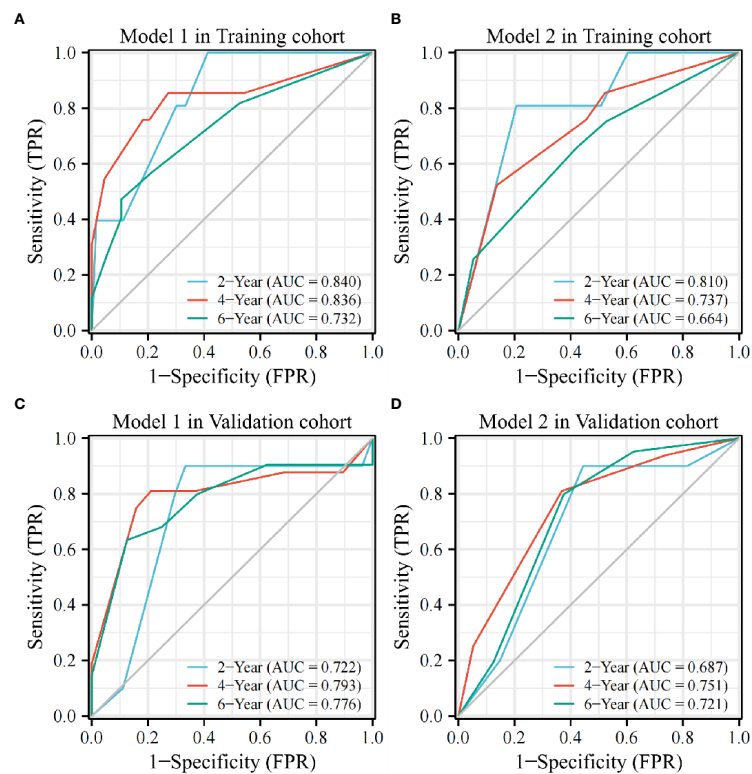 A
Model 1 in Training cohort
1.0
0.8
0.6
0.4
0.2
0.0
Sensitivity (TPR)
2−Year (AUC = 0.840)
4−Year (AUC = 0.836)
6−Year (AUC = 0.732)
0.0 0.2 0.4 0.6 0.8 1.0
1−Specificity (FPR)
B
Model 2 in Training cohort
1.0
0.8
0.6
0.4
0.2
0.0
Sensitivity (TPR)
2−Year (AUC = 0.810)
4−Year (AUC = 0.737)
6−Year (AUC = 0.664)
0.0 0.2 0.4 0.6 0.8 1.0
1−Specificity (FPR)
C
Model 1 in Validation cohort
1.0
0.8
0.6
0.4
0.2
0.0
Sensitivity (TPR)
2−Year (AUC = 0.722)
4−Year (AUC = 0.793)
6−Year (AUC = 0.776)
0.0 0.2 0.4 0.6 0.8 1.0
1−Specificity (FPR)
D
Model 2 in Validation cohort
1.0
0.8
0.6
0.4
0.2
0.0
Sensitivity (TPR)
2−Year (AUC = 0.687)
4−Year (AUC = 0.751)
6−Year (AUC = 0.721)
0.0 0.2 0.4 0.6 0.8 1.0
1−Specificity (FPR)